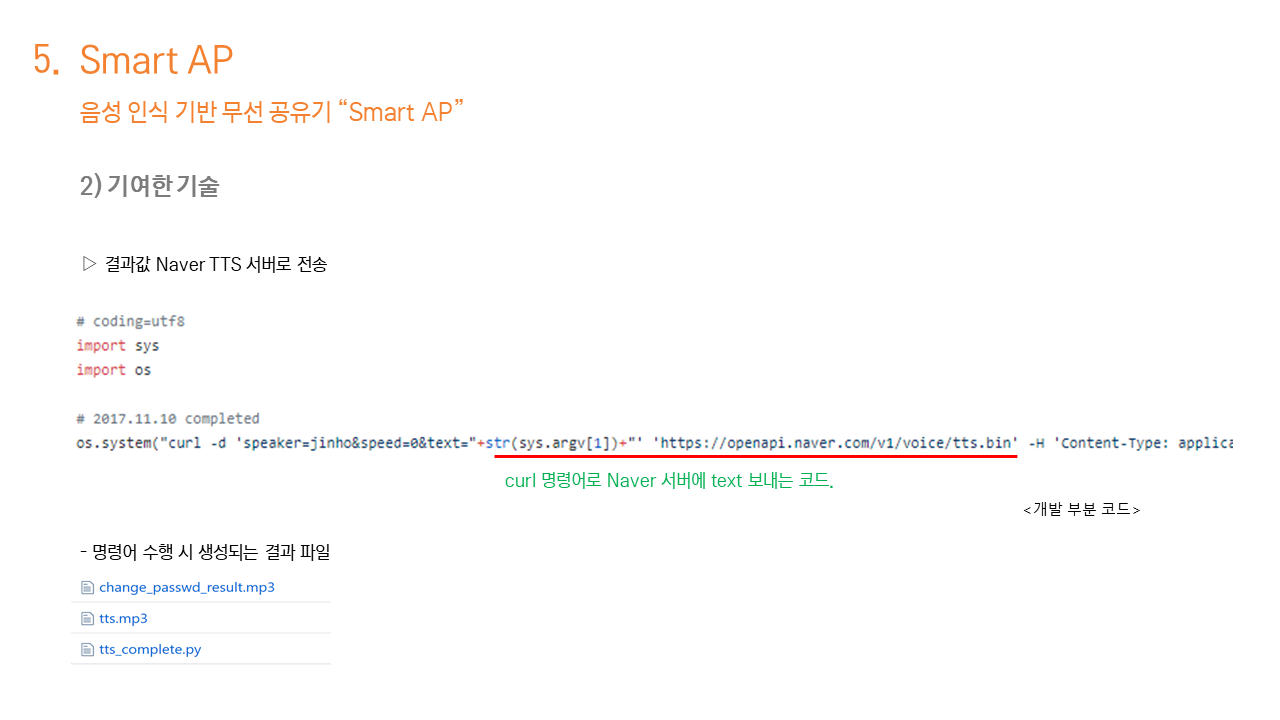 5. Smart AP
음성 인식 기반 무선 공유기 “Smart AP”
2) 기여한 기술
▷ 결과값 Naver TTS 서버로 전송
# coding=utf8
import sys
import os
# 2017.11.10 completed
os.system("curl -d 'speaker=jinho&speed=0&text="+str(sys.argv[1])+"' 'https://openapi.naver.com/v1/voice/tts.bin' -H 'Content-Type: applica
curl 명령어로 Naver 서버에 text 보내는 코드.
<개발 부분 코드>
- 명령어 수행 시 생성되는 결과 파일
change_passwd_result.mp3
tts.mp3
tts_complete.py